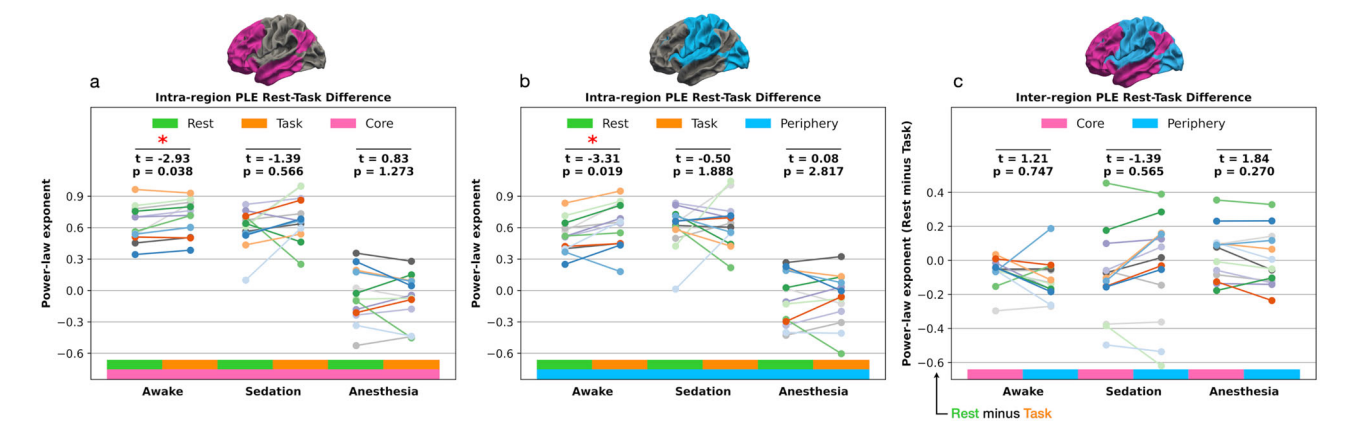 a
Intra-region PLE Rest-Task Difference
Rest Task Core
*
t = -2.93
p = 0.038
t = -1.39
p = 0.566
t = 0.83
p = 1.273
Power-law exponent
0.9
0.6
0.3
0.0
−0.3
−0.6
Awake Sedation Anesthesia
b
Intra-region PLE Rest-Task Difference
Rest Task Periphery
*
t = -3.31
p = 0.019
t = -0.50
p = 1.888
t = 0.08
p = 2.817
Power-law exponent
0.9
0.6
0.3
0.0
−0.3
−0.6
Awake Sedation Anesthesia
c
Inter-region PLE Rest-Task Difference
Core Periphery
t = 1.21
p = 0.747
t = -1.39
p = 0.565
t = 1.84
p = 0.270
Power-law exponent (Rest minus Task)
0.4
0.2
0.0
−0.2
−0.4
−0.6
Awake Sedation Anesthesia
Rest minus Task